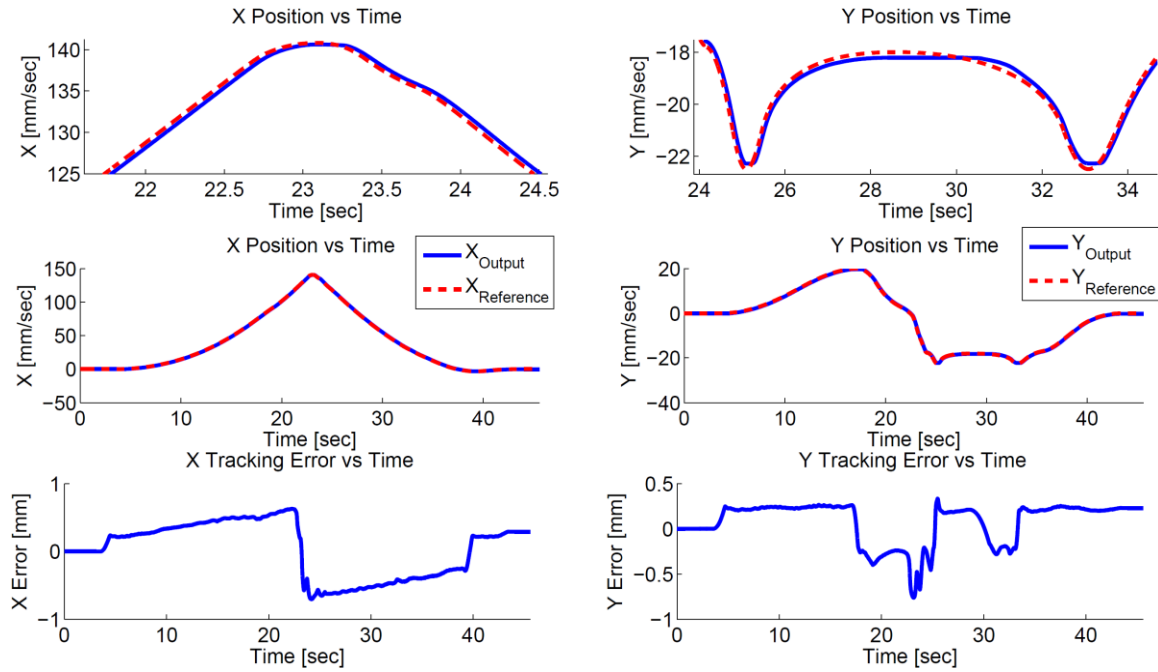 X Position vs Time
X [mm/sec]
140
135
130
125
22
22.5
23
23.5
24
24.5
Time [sec]
Y Position vs Time
Y [mm/sec]
−18
−20
−22
24
26
28
30
32
34
Time [sec]
X Position vs Time
X [mm/sec]
150
100
50
0
−50
0
10
20
30
40
Time [sec]
X Output
X Reference
Y Position vs Time
Y [mm/sec]
20
0
−20
−40
0
10
20
30
40
Time [sec]
Y Output
Y Reference
X Tracking Error vs Time
X Error [mm]
1
0
−1
0
10
20
30
40
Time [sec]
Y Tracking Error vs Time
Y Error [mm]
0.5
0
−0.5
−1
0
10
20
30
40
Time [sec]